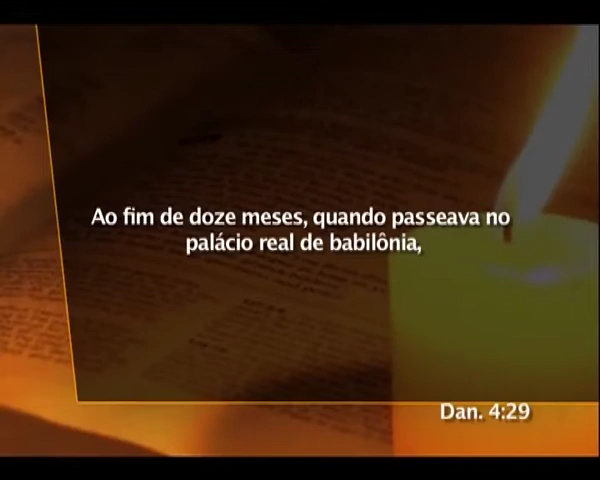 Ao fim de doze meses, quando passeava no
palácio real de babilônia,
Dan. 4:29